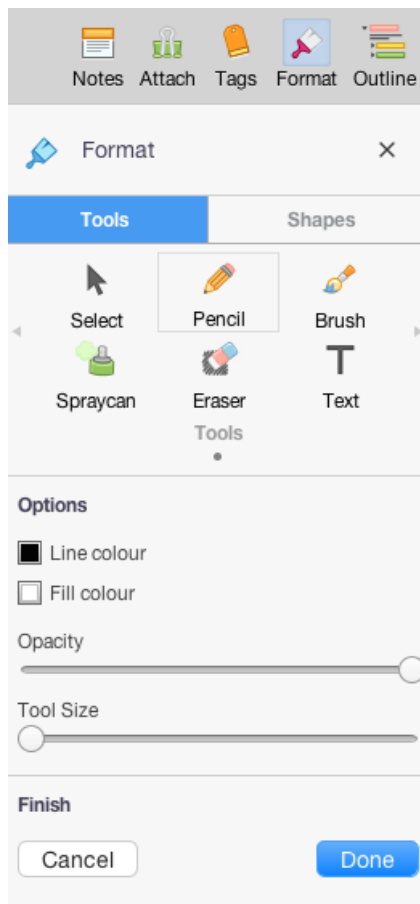 Notes Attach Tags Format Outline
Format
Tools Shapes
Select Pencil Brush
Spraycan Eraser Text
Tools
Options
Line colour
Fill colour
Opacity
Tool Size
Finish
Cancel Done